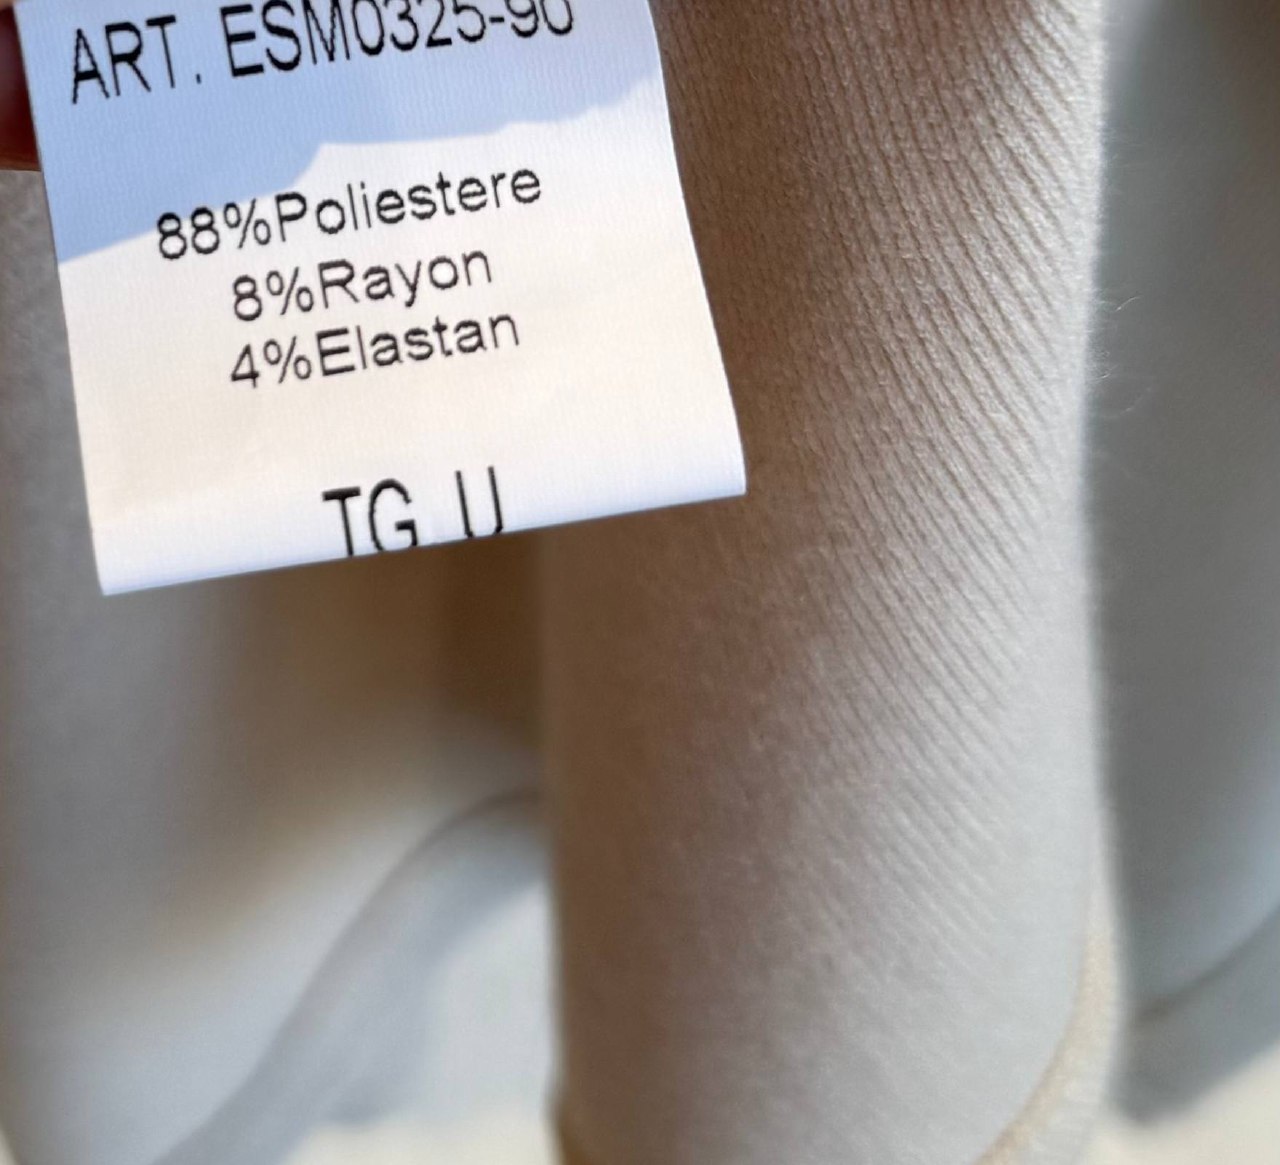 ART. ESM0325-90
88%Poliestere
8%Rayon
4%Elastan
TG U